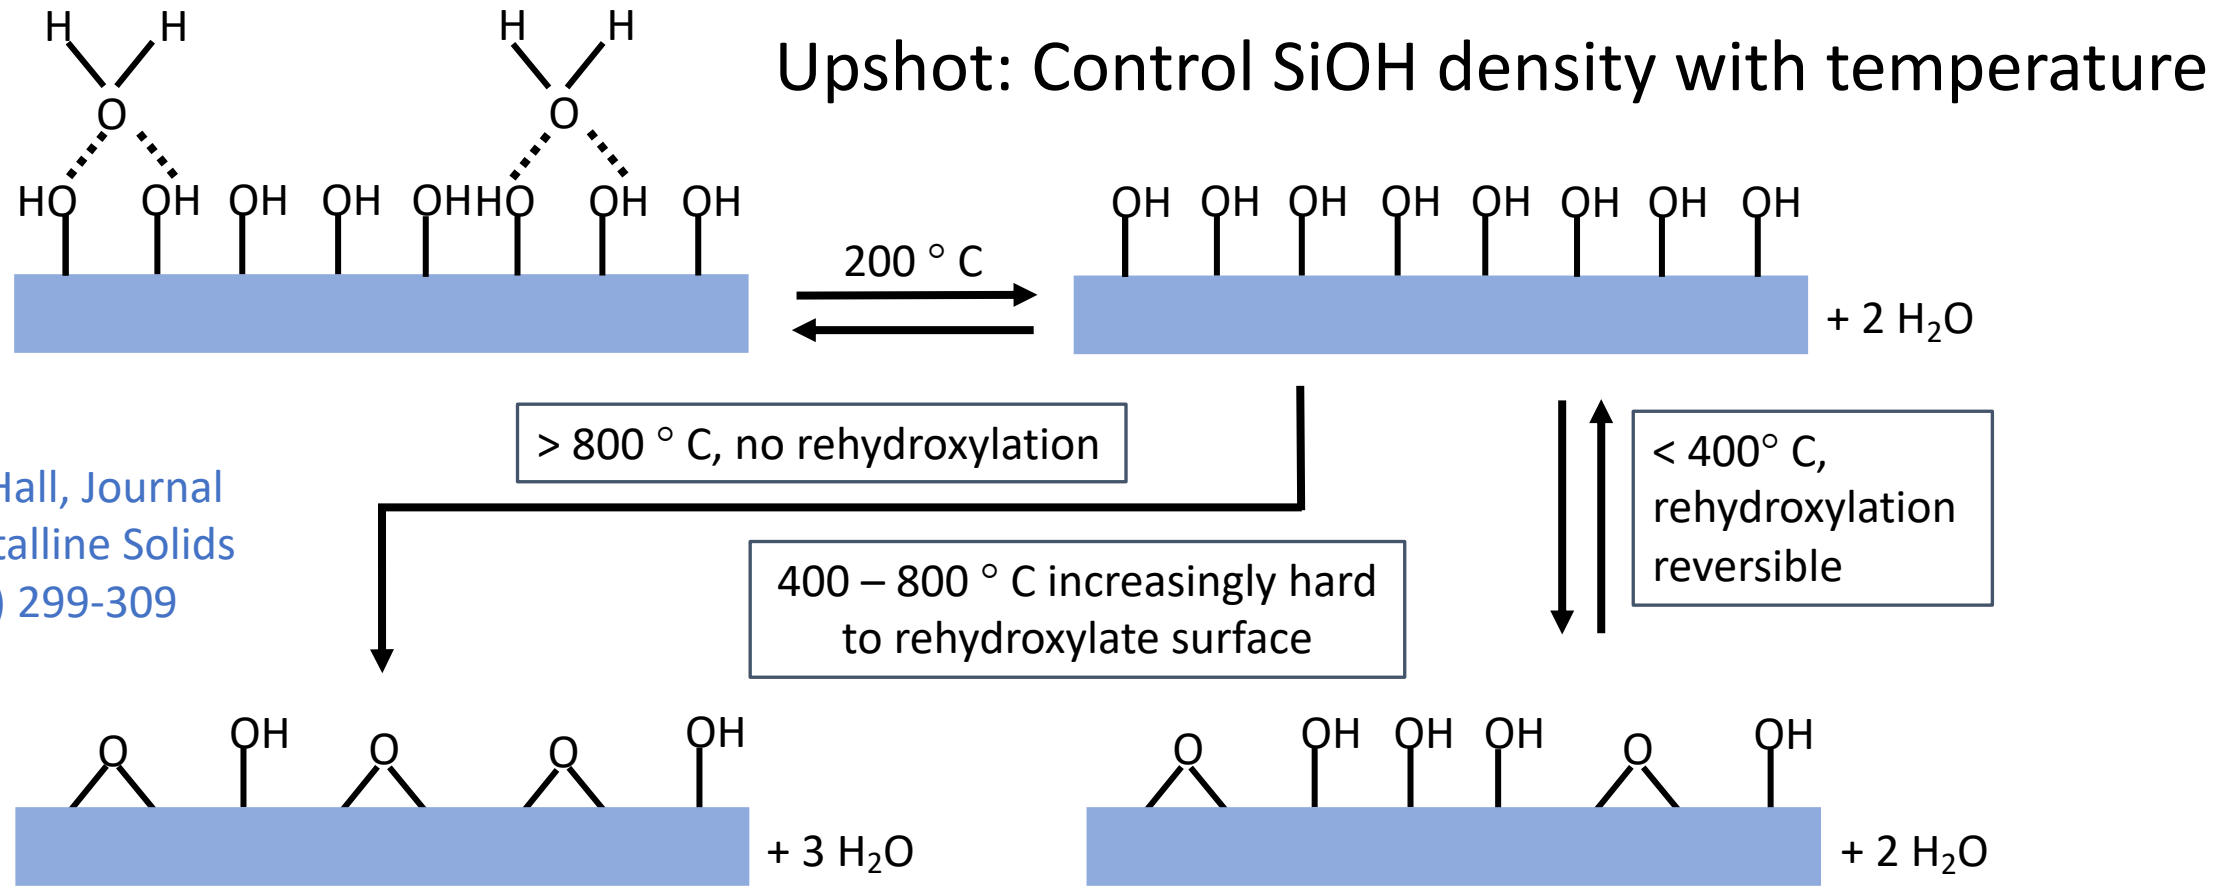 Upshot: Control SiOH density with temperature
H H H H
O O
HO OH OH OH OH HO OH OH
200 ° C
OH OH OH OH OH OH OH OH
+ 2 H₂O
> 800 ° C, no rehydroxylation
< 400° C,
rehydroxylation
reversible
Hall, Journal
talline Solids
) 299-309
400 – 800 ° C increasingly hard
to rehydroxylate surface
O OH O O OH
+ 3 H₂O
O OH OH OH O OH
+ 2 H₂O